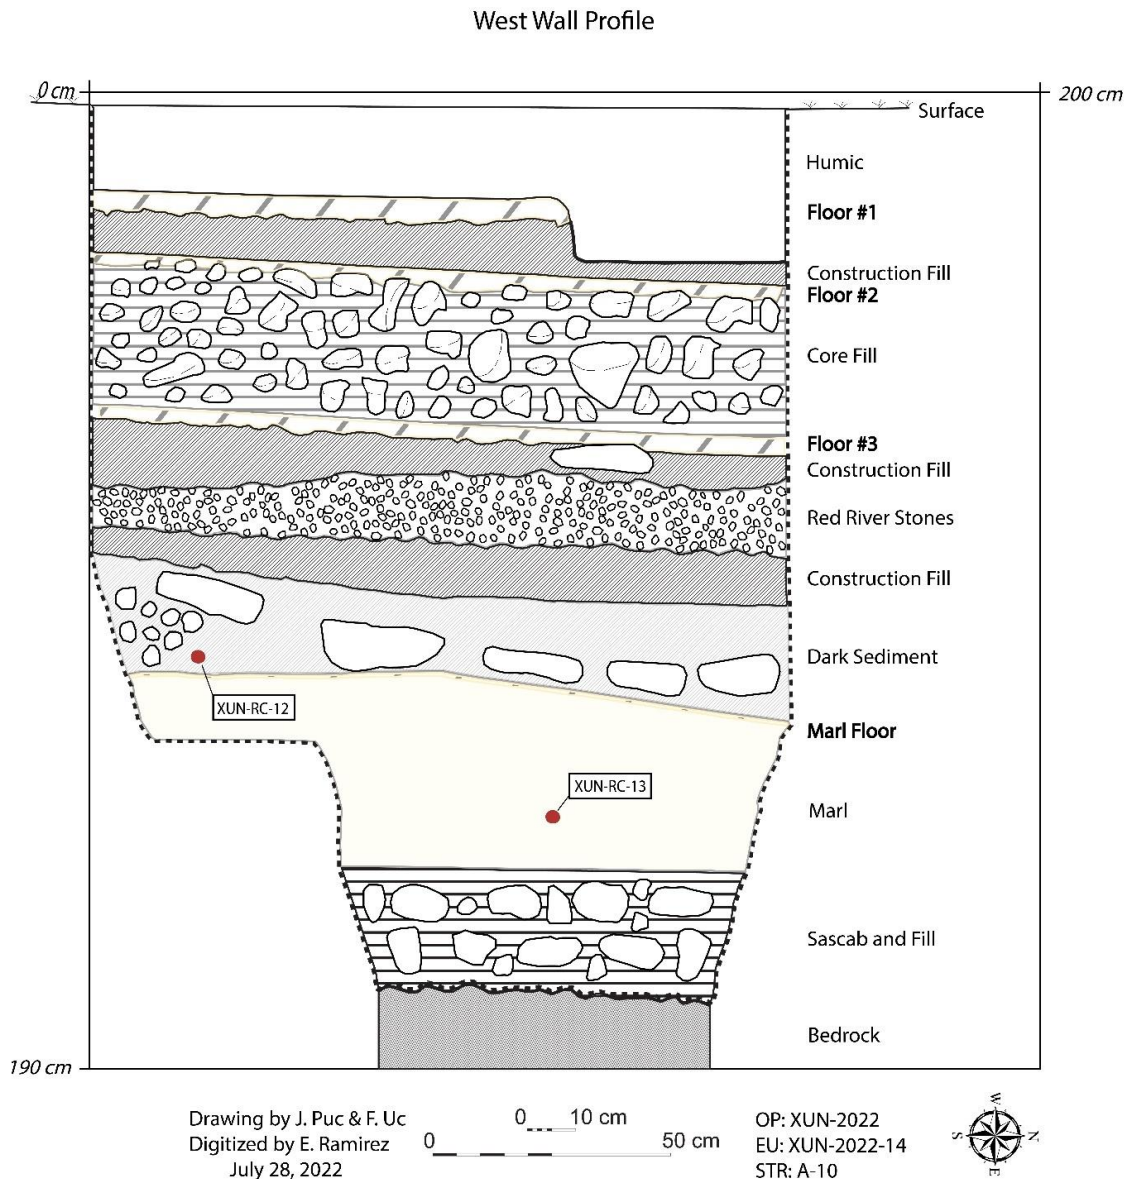 West Wall Profile
0 cm
200 cm
Surface
Humic
Floor #1
Construction Fill
Floor #2
Core Fill
Floor #3
Construction Fill
Red River Stones
Construction Fill
Dark Sediment
XUN-RC-12
Marl Floor
XUN-RC-13
Marl
Sascab and Fill
Bedrock
190 cm
Drawing by J. Puc & F. Uc
Digitized by E. Ramirez
July 28, 2022
0 10 cm
0 50 cm
OP: XUN-2022
EU: XUN-2022-14
STR: A-10
W
S N
E